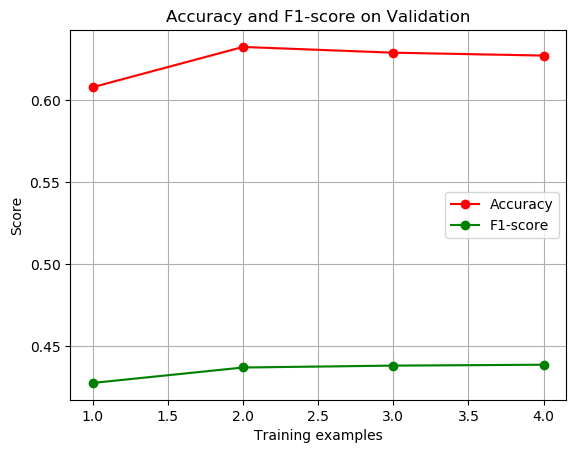 Accuracy and F1-score on Validation
0.60
0.55
0.50
0.45
Score
Accuracy
F1-score
1.0 1.5 2.0 2.5 3.0 3.5 4.0
Training examples